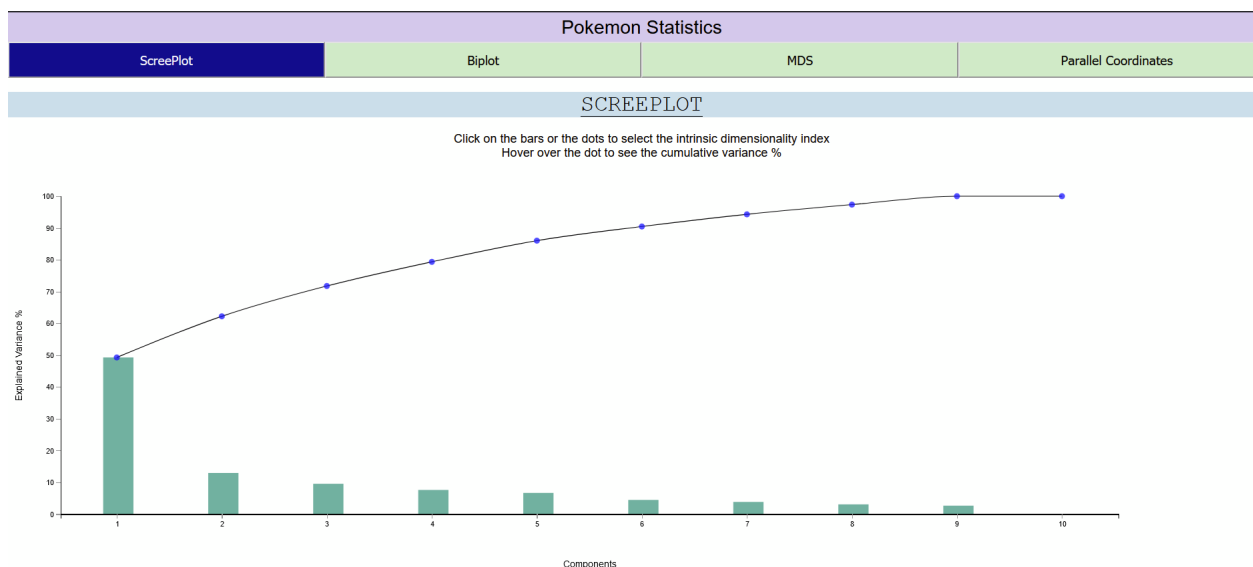 Pokemon Statistics
ScreePlot Biplot MDS Parallel Coordinates
SCREEPLOT
Click on the bars or the dots to select the intrinsic dimensionality index
Hover over the dot to see the cumulative variance %
100
90
80
70
60
50
40
30
20
10
0
Explained Variance %
1 2 3 4 5 6 7 8 9 10
Components